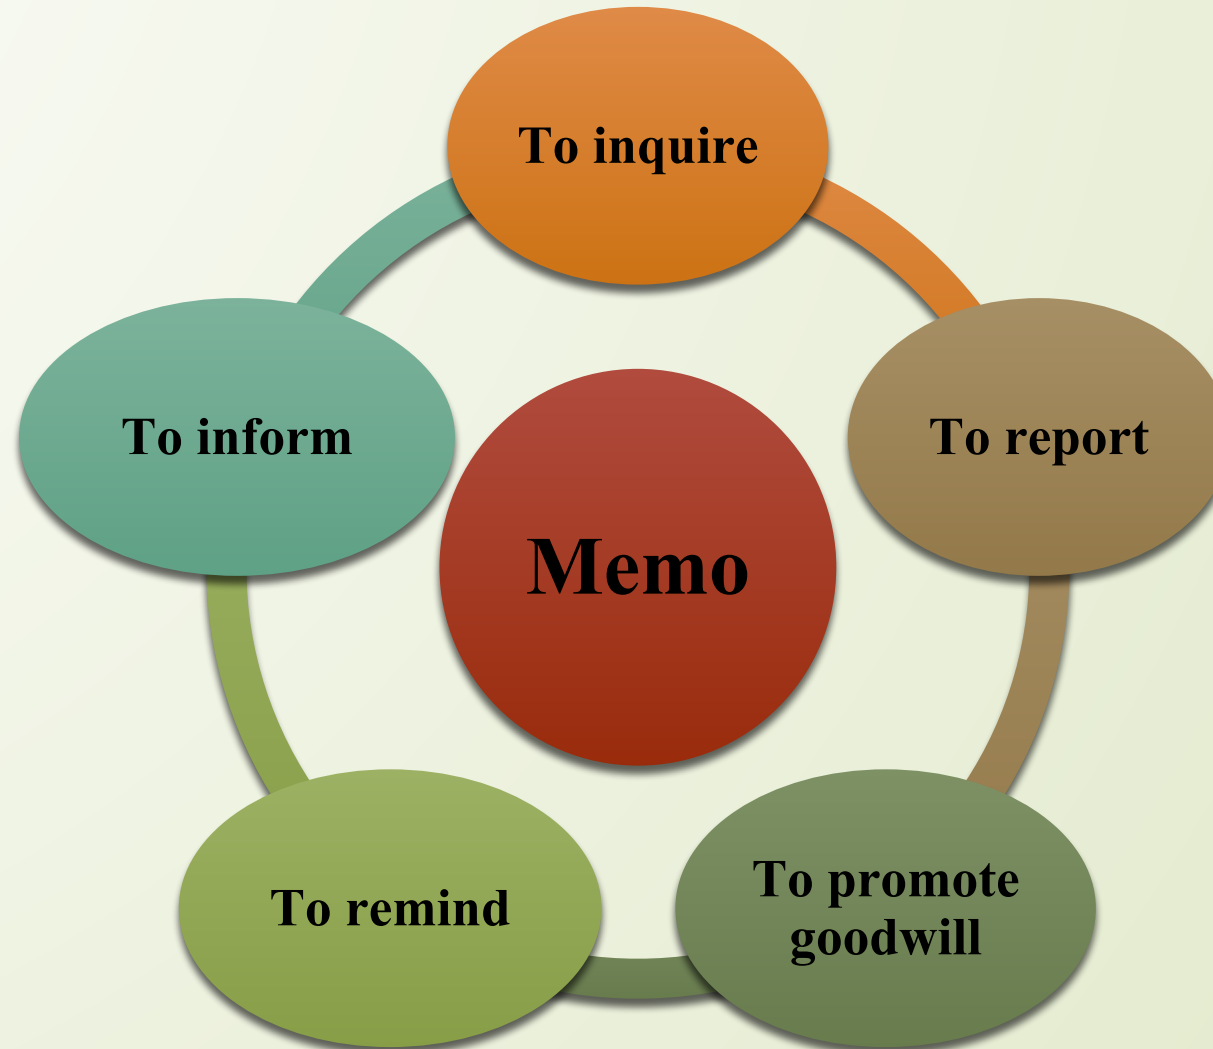 To inquire
To inform
To report
Memo
To remind
To promote
goodwill